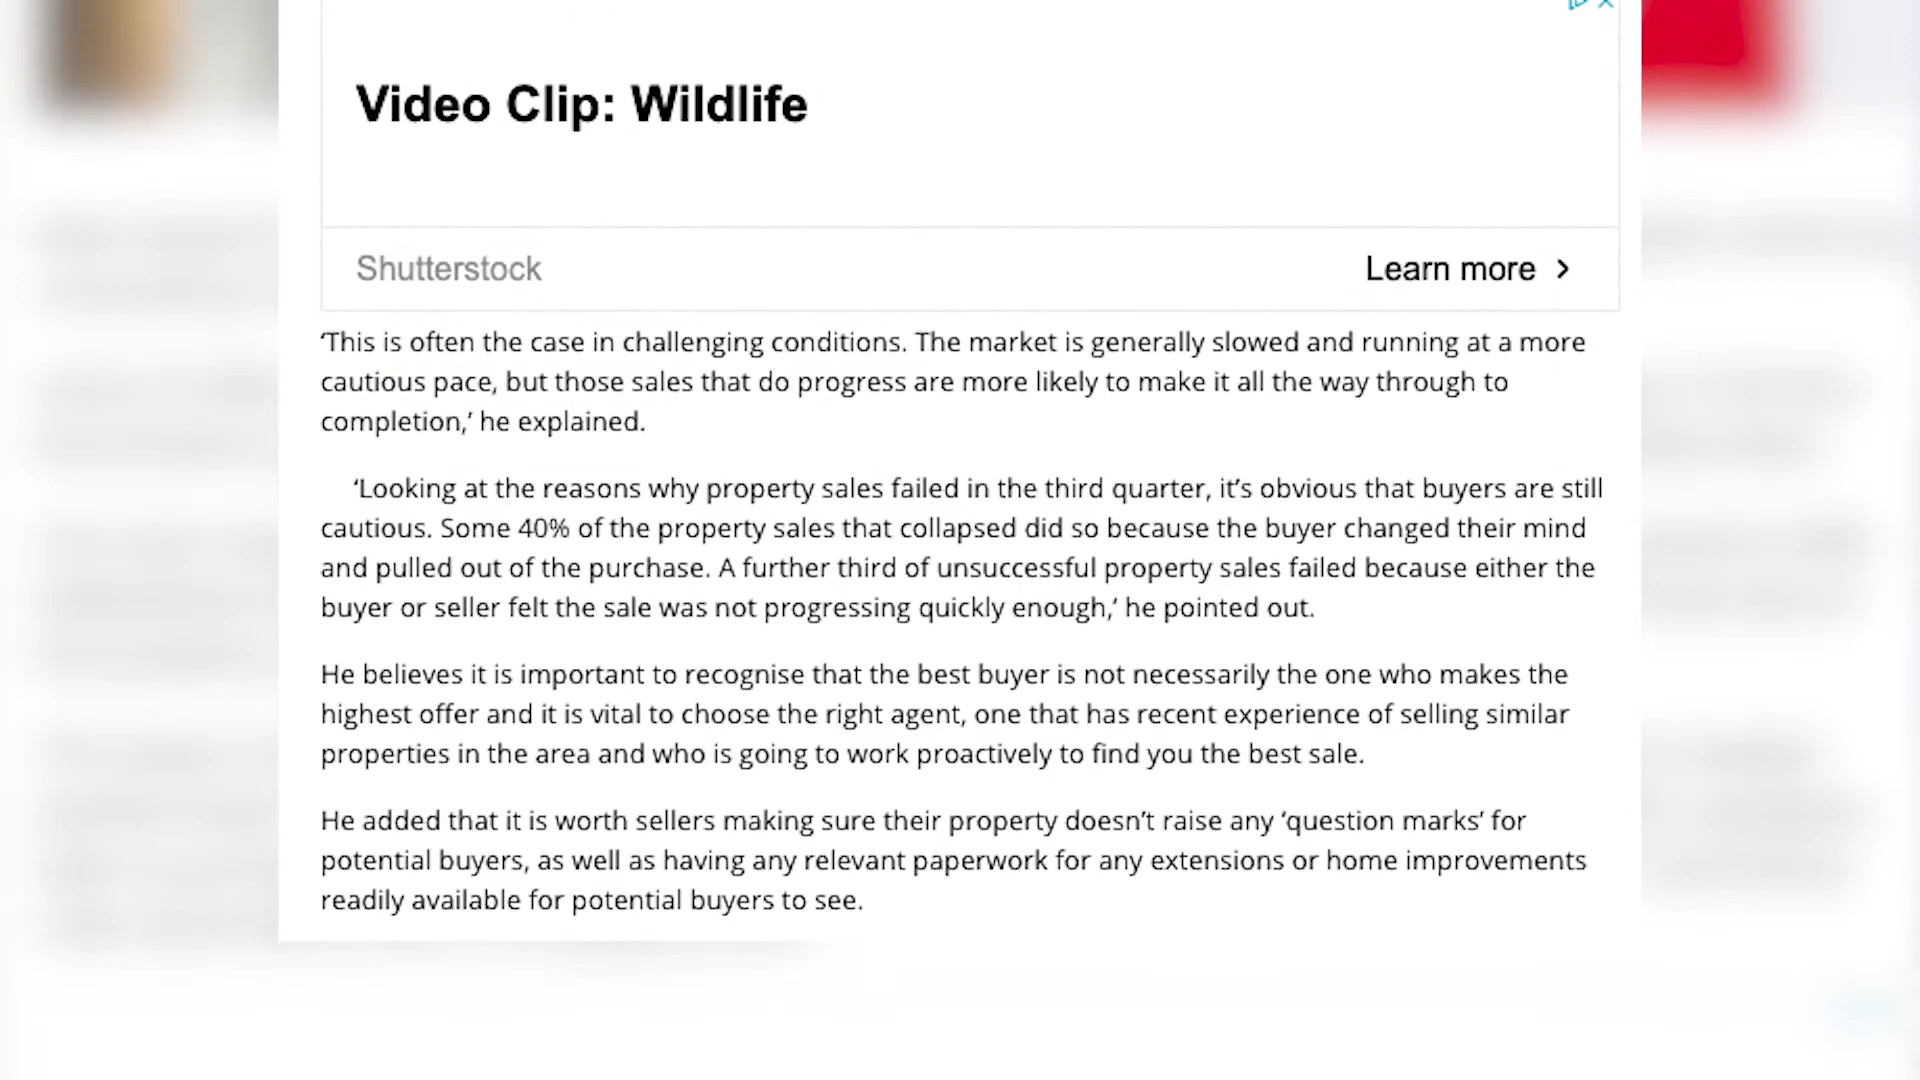 Video Clip: Wildlife
Shutterstock
Learn more
‘This is often the case in challenging conditions. The market is generally slowed and running at a more
cautious pace, but those sales that do progress are more likely to make it all the way through to
completion,’ he explained.
‘Looking at the reasons why property sales failed in the third quarter, it’s obvious that buyers are still
cautious. Some 40% of the property sales that collapsed did so because the buyer changed their mind
and pulled out of the purchase. A further third of unsuccessful property sales failed because either the
buyer or seller felt the sale was not progressing quickly enough,’ he pointed out.
He believes it is important to recognise that the best buyer is not necessarily the one who makes the
highest offer and it is vital to choose the right agent, one that has recent experience of selling similar
properties in the area and who is going to work proactively to find you the best sale.
He added that it is worth sellers making sure their property doesn’t raise any ‘question marks’ for
potential buyers, as well as having any relevant paperwork for any extensions or home improvements
readily available for potential buyers to see.